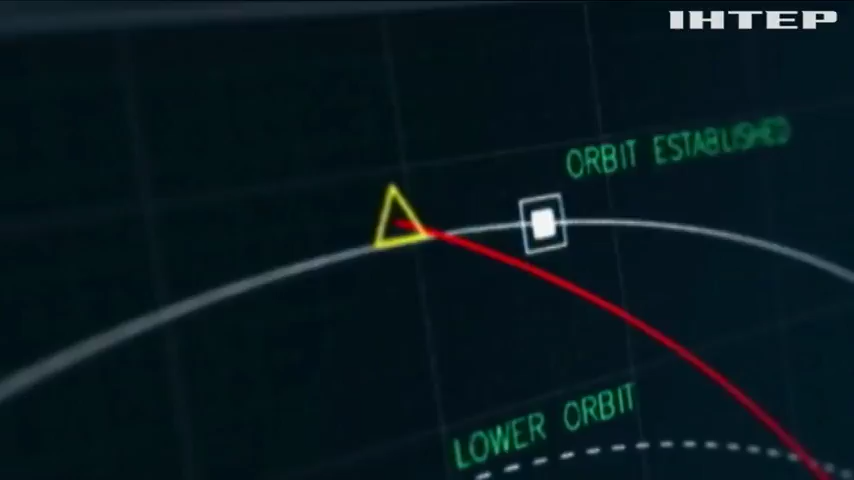 ІНТЕР
ORBIT ESTABLISHED
LOWER ORBIT